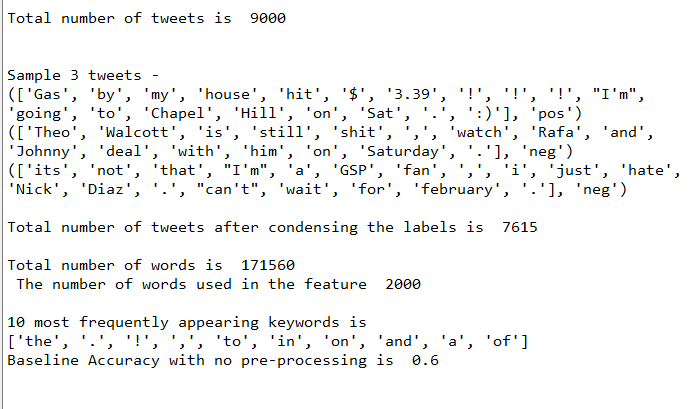 Total number of tweets is  9000
Sample 3 tweets -
(['Gas', 'by', 'my', 'house', 'hit', '$', '3.39', '!', '!', '!', "I'm",
'going', 'to', 'Chapel', 'Hill', 'on', 'Sat', '.', ':)'], 'pos')
(['Theo', 'Walcott', 'is', 'still', 'shit', ',', 'watch', 'Rafa', 'and',
'Johnny', 'deal', 'with', 'him', 'on', 'Saturday', '.'], 'neg')
(['its', 'not', 'that', "I'm", 'a', 'GSP', 'fan', ',', 'i', 'just', 'hate',
'Nick', 'Diaz', '.', "can't", 'wait', 'for', 'february', '.'], 'neg')
Total number of tweets after condensing the labels is  7615
Total number of words is  171560
 The number of words used in the feature  2000
10 most frequently appearing keywords is
['the', '.', '!', ',', 'to', 'in', 'on', 'and', 'a', 'of']
Baseline Accuracy with no pre-processing is  0.6